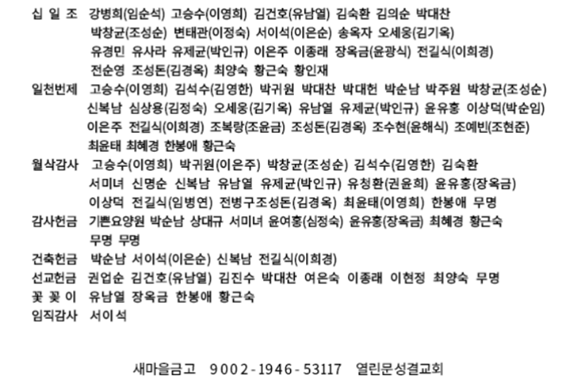 십 일 조 강병희(임순석) 고승수(이영희) 김건호(유남열) 김숙환 김의순 박대찬
박창균(조성순) 변태관(이정숙) 서이석(이은순) 송옥자 오세웅(김기옥)
유경민 유사라 유제균(박인규) 이은주 이종래 장옥금(윤광식) 전길식(이희경)
전순영 조성돈(김경옥) 최양숙 황근숙 황인재
일천번제 고승수(이영희) 김석수(김영한) 박귀원 박대찬 박대헌 박순남 박주원 박창균(조성순)
신복남 심상용(김정숙) 오세웅(김기옥) 유남열 유제균(박인규) 윤유홍 이상덕(박순임)
이은주 전길식(이희경) 조복랑(조윤금) 조성돈(김경옥) 조수현(윤해식) 조예빈(조현준)
최윤태 최혜경 한봉애 황근숙
월삭감사 고승수(이영희) 박귀원(이은주) 박창균(조성순) 김석수(김영한) 김숙환
서미녀 신명순 신복남 유남열 유제균(박인규) 유청환(권윤희) 윤유홍(장옥금)
이상덕 전길식(임병연) 전병구조성돈(김경옥) 최윤태(이영희) 한봉애 무명
감사헌금 기쁜요양원 박순남 상대규 서미녀 윤여홍(심정숙) 윤유홍(장옥금) 최혜경 황근숙
무명 무명
건축헌금 박순남 서이석(이은순) 신복남 전길식(이희경)
선교헌금 권업순 김건호(유남열) 김진수 박대찬 여은숙 이종래 이현정 최양숙 무명
꽃 꽂 이 유남열 장옥금 한봉애 황근숙
임직감사 서이석
새마을금고 9002-1946-53117 열린문성결교회